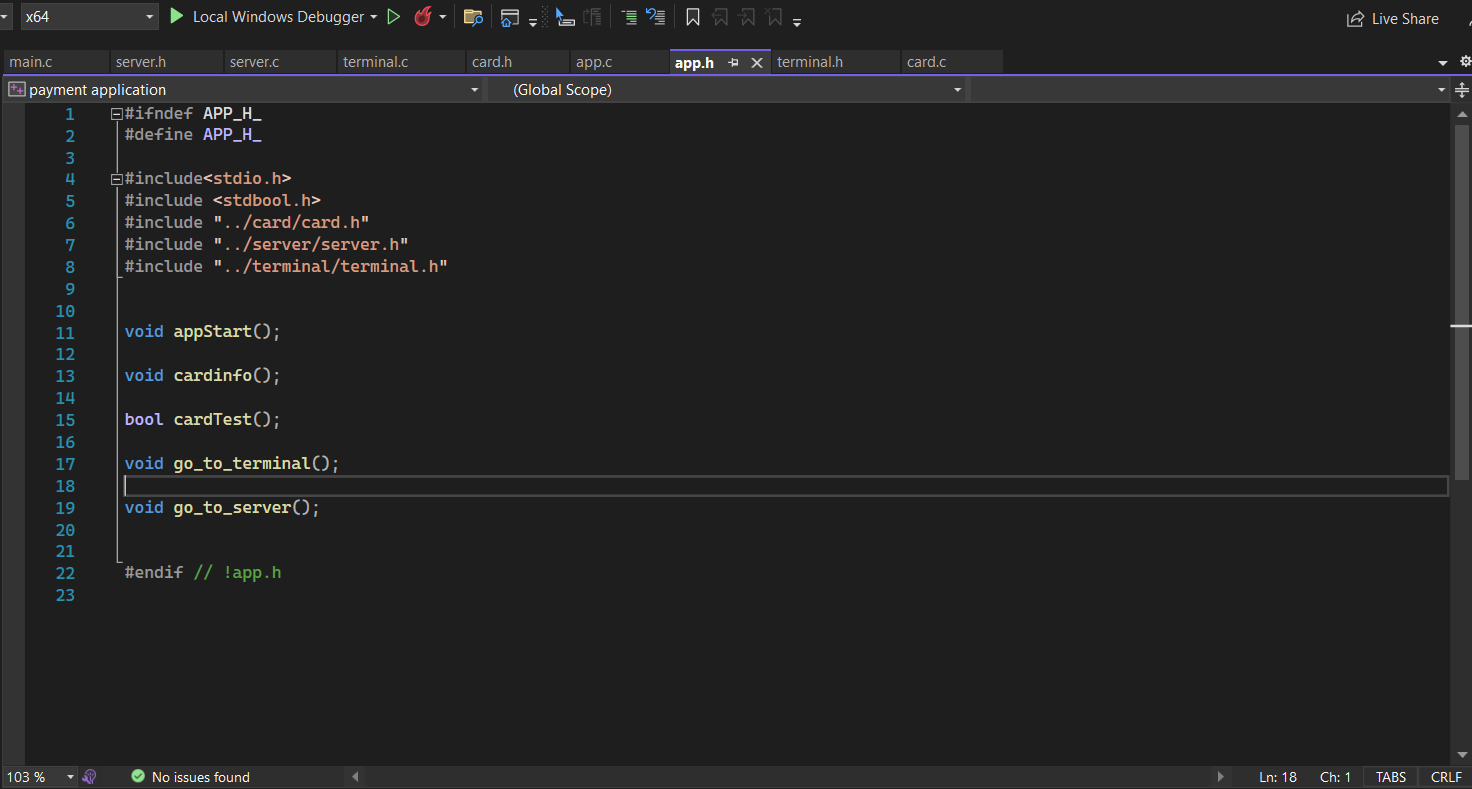 x64
Local Windows Debugger
Live Share
main.c server.h server.c terminal.c card.h app.c app.h terminal.h card.c
payment application (Global Scope)
1 #ifndef APP_H_
2 #define APP_H_
3
4 #include<stdio.h>
5 #include <stdbool.h>
6 #include "../card/card.h"
7 #include "../server/server.h"
8 #include "../terminal/terminal.h"
9
10
11 void appStart();
12
13 void cardinfo();
14
15 bool cardTest();
16
17 void go_to_terminal();
18
19 void go_to_server();
20
21
22 #endif // !app.h
23
103 % No issues found Ln: 18 Ch: 1 TABS CRLF